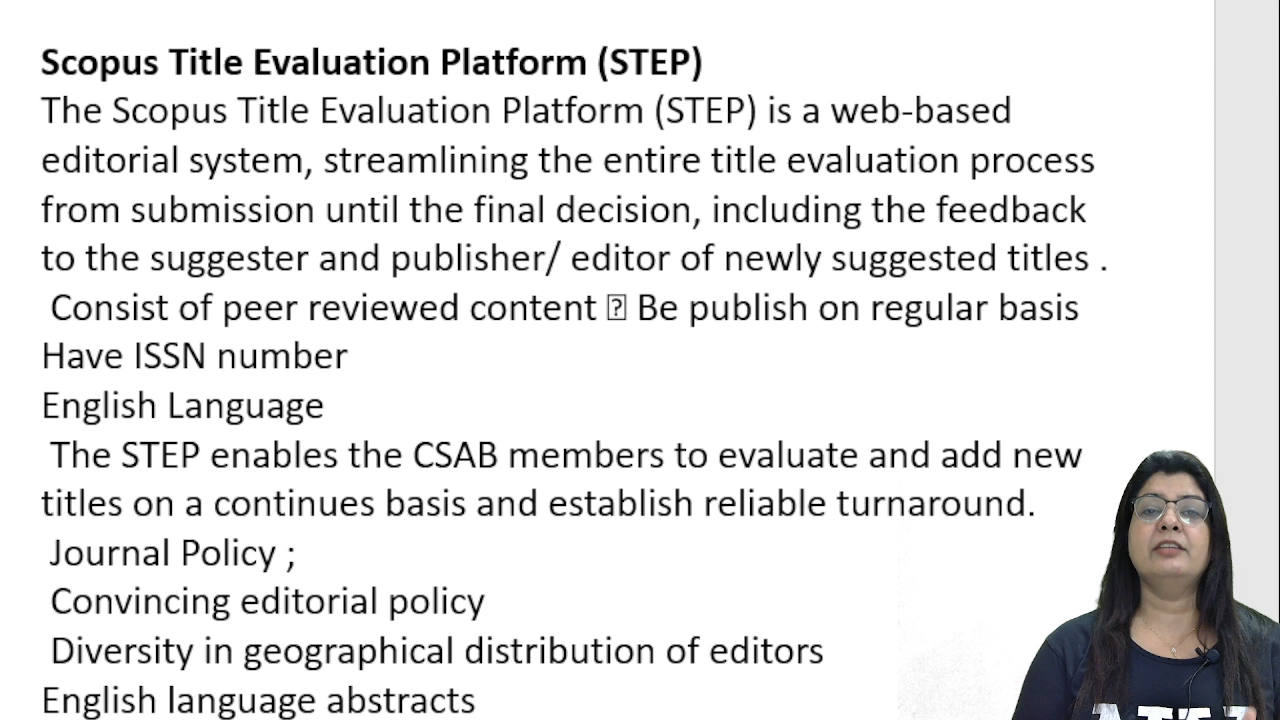 Scopus Title Evaluation Platform (STEP)
The Scopus Title Evaluation Platform (STEP) is a web-based
editorial system, streamlining the entire title evaluation process
from submission until the final decision, including the feedback
to the suggester and publisher/ editor of newly suggested titles .
Consist of peer reviewed content ⍰ Be publish on regular basis
Have ISSN number
English Language
The STEP enables the CSAB members to evaluate and add new
titles on a continues basis and establish reliable turnaround.
Journal Policy ;
Convincing editorial policy
Diversity in geographical distribution of editors
English language abstracts